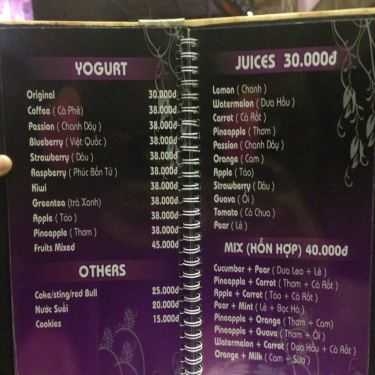 YOGURT
Original 30.000đ
Coffee ( Cà Phê ) 38.000đ
Passion ( Chanh Dây ) 38.000đ
Blueberry ( Việt Quốc ) 38.000đ
Strawberry ( Dâu ) 38.000đ
Raspberry ( Phúc Bồn Tử ) 38.000đ
Kiwi 38.000đ
Greentea ( trà Xanh ) 38.000đ
Apple ( Táo ) 38.000đ
Pineapple ( Thơm ) 38.000đ
Fruits Mixed 45.000đ
OTHERS
Coke/sting/red Bull 25.000đ
Nước Suối 20.000đ
Cookies 15.000đ
JUICES 30.000đ
Lemon ( Chanh )
Watermelon ( Dưa Hấu )
Carrot ( Cà Rốt )
Pineapple ( Thơm )
Passion ( Chanh Dây )
Orange ( Cam )
Apple ( Táo )
Strawberry ( Dâu )
Guava ( Ổi )
Tomato ( Cà Chua )
Pear ( Lê )
MIX (HỖN HỢP) 40.000đ
Cucumber + Pear ( Dưa Leo + Lê )
Pineapple + Carrot ( Thơm + Cà Rốt )
Apple + Carrot ( Táo + Cà Rốt )
Pear + Mint ( Lê + Bạc Hà )
Pineapple + Orange ( Thơm + Cam )
Pineapple + Guava ( Thơm + Ổi )
Watermelon + Carrot ( Dưa Hấu + Cà Rốt )
Orange + Milk ( Cam + Sữa )